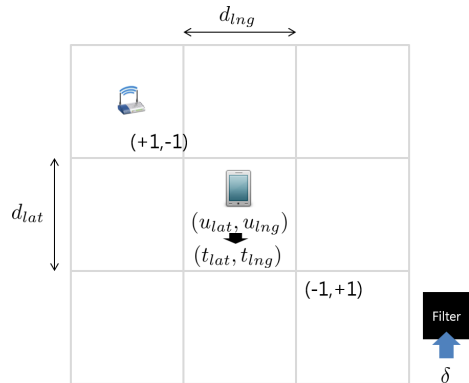 d_{lng}
(+1,-1)
d_{lat}
(u_{lat}, u_{lng})
(t_{lat}, t_{lng})
(-1,+1)
Filter
δ